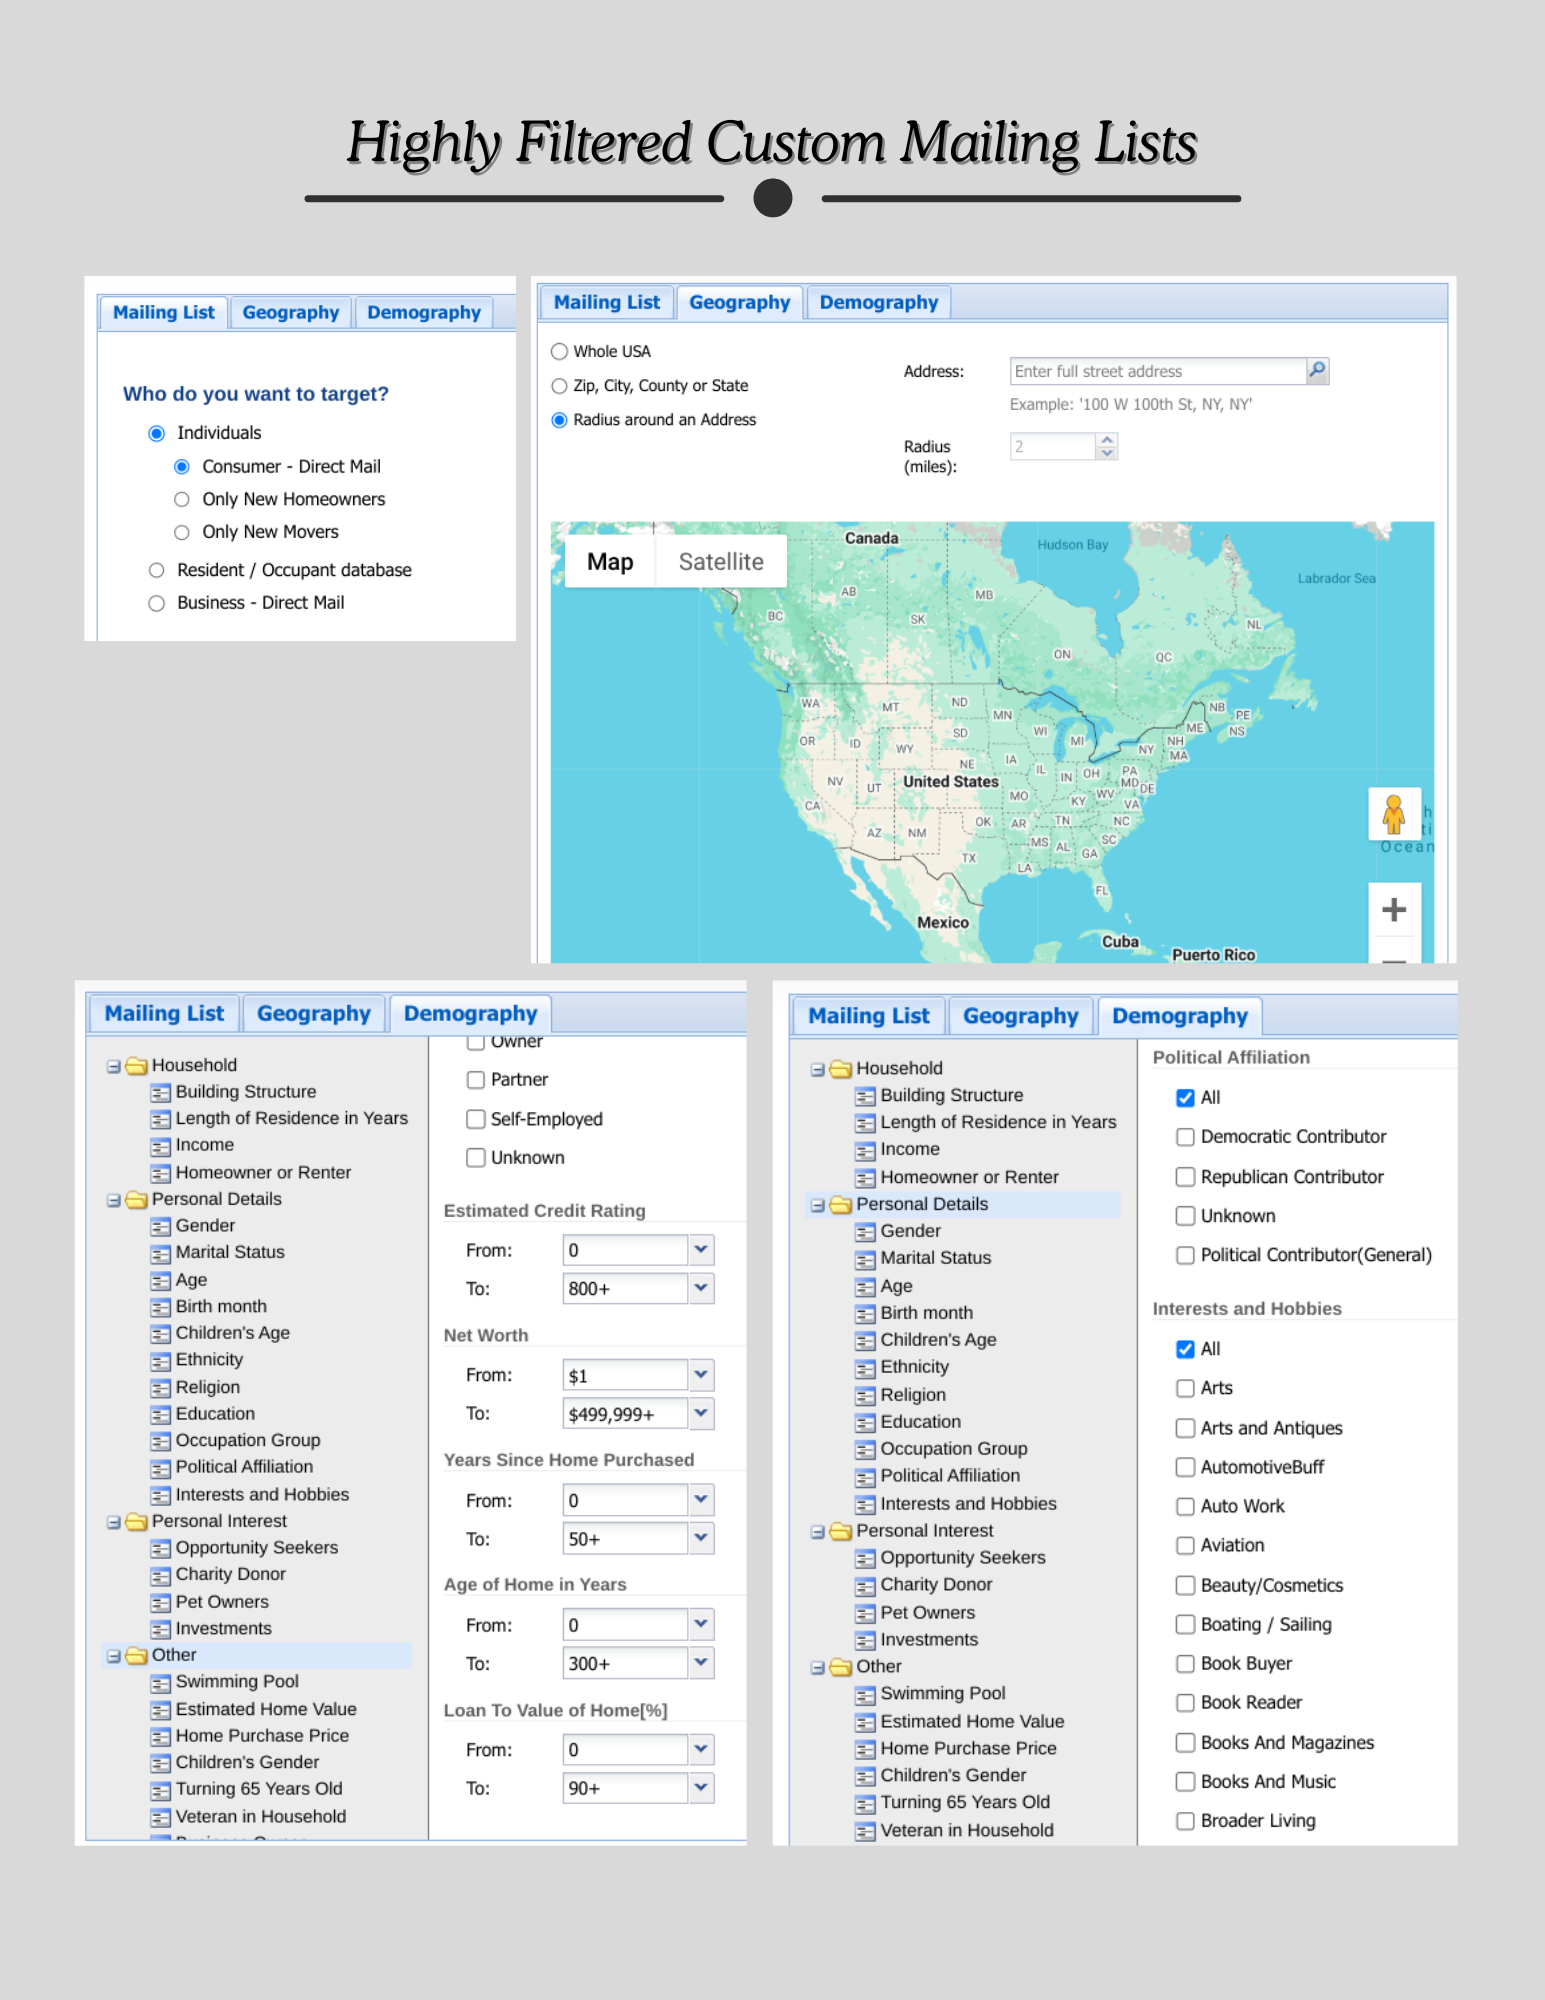 Highly Filtered Custom Mailing Lists
Mailing List Geography Demography
Who do you want to target?
Individuals
Consumer - Direct Mail
Only New Homeowners
Only New Movers
Resident / Occupant database
Business - Direct Mail
Mailing List Geography Demography
Whole USA
Zip, City, County or State
Radius around an Address
Address: Enter full street address
Example: '100 W 100th St, NY, NY'
Radius
(miles): 2
Map Satellite
Canada
Hudson Bay
Labrador Sea
AB
MB
BC
SK
NL
ON
QC
WA
MT
ND
MN
NB
PE
OR
ID
WY
SD
WI
MI
NY
NH
ME
NS
MA
NV
UT
United States
NE
IA
IL
IN
OH
PA
MD
DE
CA
MO
KY
WV
VA
AZ
NM
OK
AR
TN
NC
TX
MS
AL
GA
SC
LA
FL
Ocean
Mexico
Cuba
Puerto Rico
Mailing List Geography Demography
Household
Building Structure
Length of Residence in Years
Income
Homeowner or Renter
Personal Details
Gender
Marital Status
Age
Birth month
Children's Age
Ethnicity
Religion
Education
Occupation Group
Political Affiliation
Interests and Hobbies
Personal Interest
Opportunity Seekers
Charity Donor
Pet Owners
Investments
Other
Swimming Pool
Estimated Home Value
Home Purchase Price
Children's Gender
Turning 65 Years Old
Veteran in Household
Owner
Partner
Self-Employed
Unknown
Estimated Credit Rating
From: 0
To: 800+
Net Worth
From: $1
To: $499,999+
Years Since Home Purchased
From: 0
To: 50+
Age of Home in Years
From: 0
To: 300+
Loan To Value of Home[%]
From: 0
To: 90+
Mailing List Geography Demography
Household
Building Structure
Length of Residence in Years
Income
Homeowner or Renter
Personal Details
Gender
Marital Status
Age
Birth month
Children's Age
Ethnicity
Religion
Education
Occupation Group
Political Affiliation
Interests and Hobbies
Personal Interest
Opportunity Seekers
Charity Donor
Pet Owners
Investments
Other
Swimming Pool
Estimated Home Value
Home Purchase Price
Children's Gender
Turning 65 Years Old
Veteran in Household
Political Affiliation
All
Democratic Contributor
Republican Contributor
Unknown
Political Contributor(General)
Interests and Hobbies
All
Arts
Arts and Antiques
AutomotiveBuff
Auto Work
Aviation
Beauty/Cosmetics
Boating / Sailing
Book Buyer
Book Reader
Books And Magazines
Books And Music
Broader Living